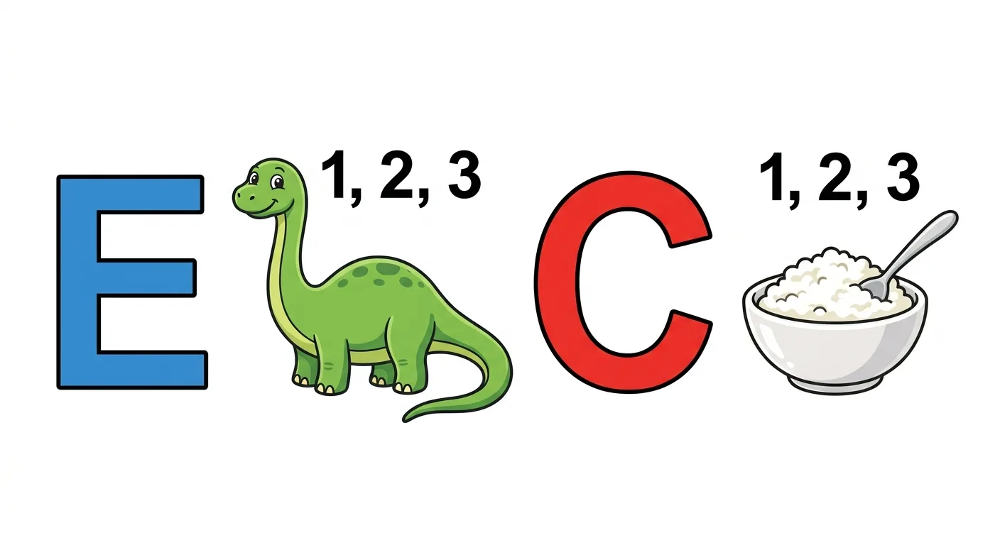 E 1, 2, 3 C 1, 2, 3